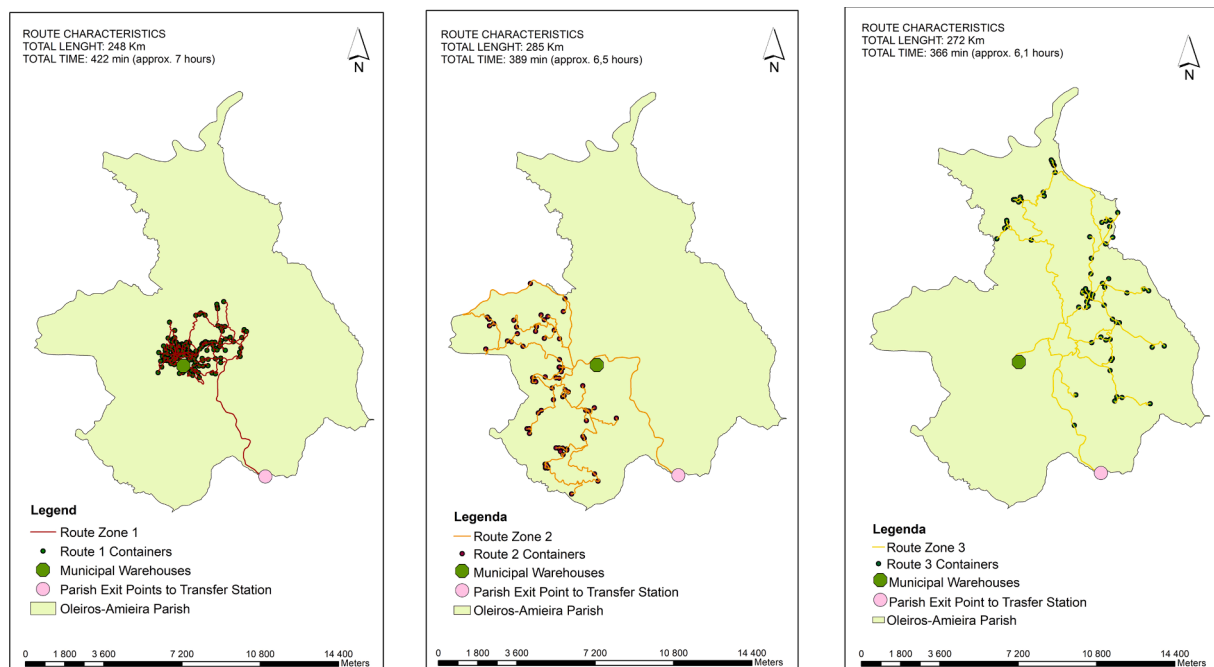 ROUTE CHARACTERISTICS
TOTAL LENGHT: 248 Km
TOTAL TIME: 422 min (approx. 7 hours)
N
Legend
Route Zone 1
Route 1 Containers
Municipal Warehouses
Parish Exit Points to Transfer Station
Oleiros-Amieira Parish
0 1 800 3 600 7 200 10 800 14 400
Meters
ROUTE CHARACTERISTICS
TOTAL LENGHT: 285 Km
TOTAL TIME: 389 min (approx. 6,5 hours)
N
Legenda
Route Zone 2
Route 2 Containers
Municipal Warehouses
Parish Exit Point to Transfer Station
Oleiros-Amieira Parish
0 1 800 3 600 7 200 10 800 14 400
Meters
ROUTE CHARACTERISTICS
TOTAL LENGHT: 272 Km
TOTAL TIME: 366 min (approx. 6,1 hours)
N
Legenda
Route Zone 3
Route 3 Containers
Municipal Warehouses
Parish Exit Point to Trasfer Station
Oleiros-Amieira Parish
0 1 800 3 600 7 200 10 800 14 400
Meters